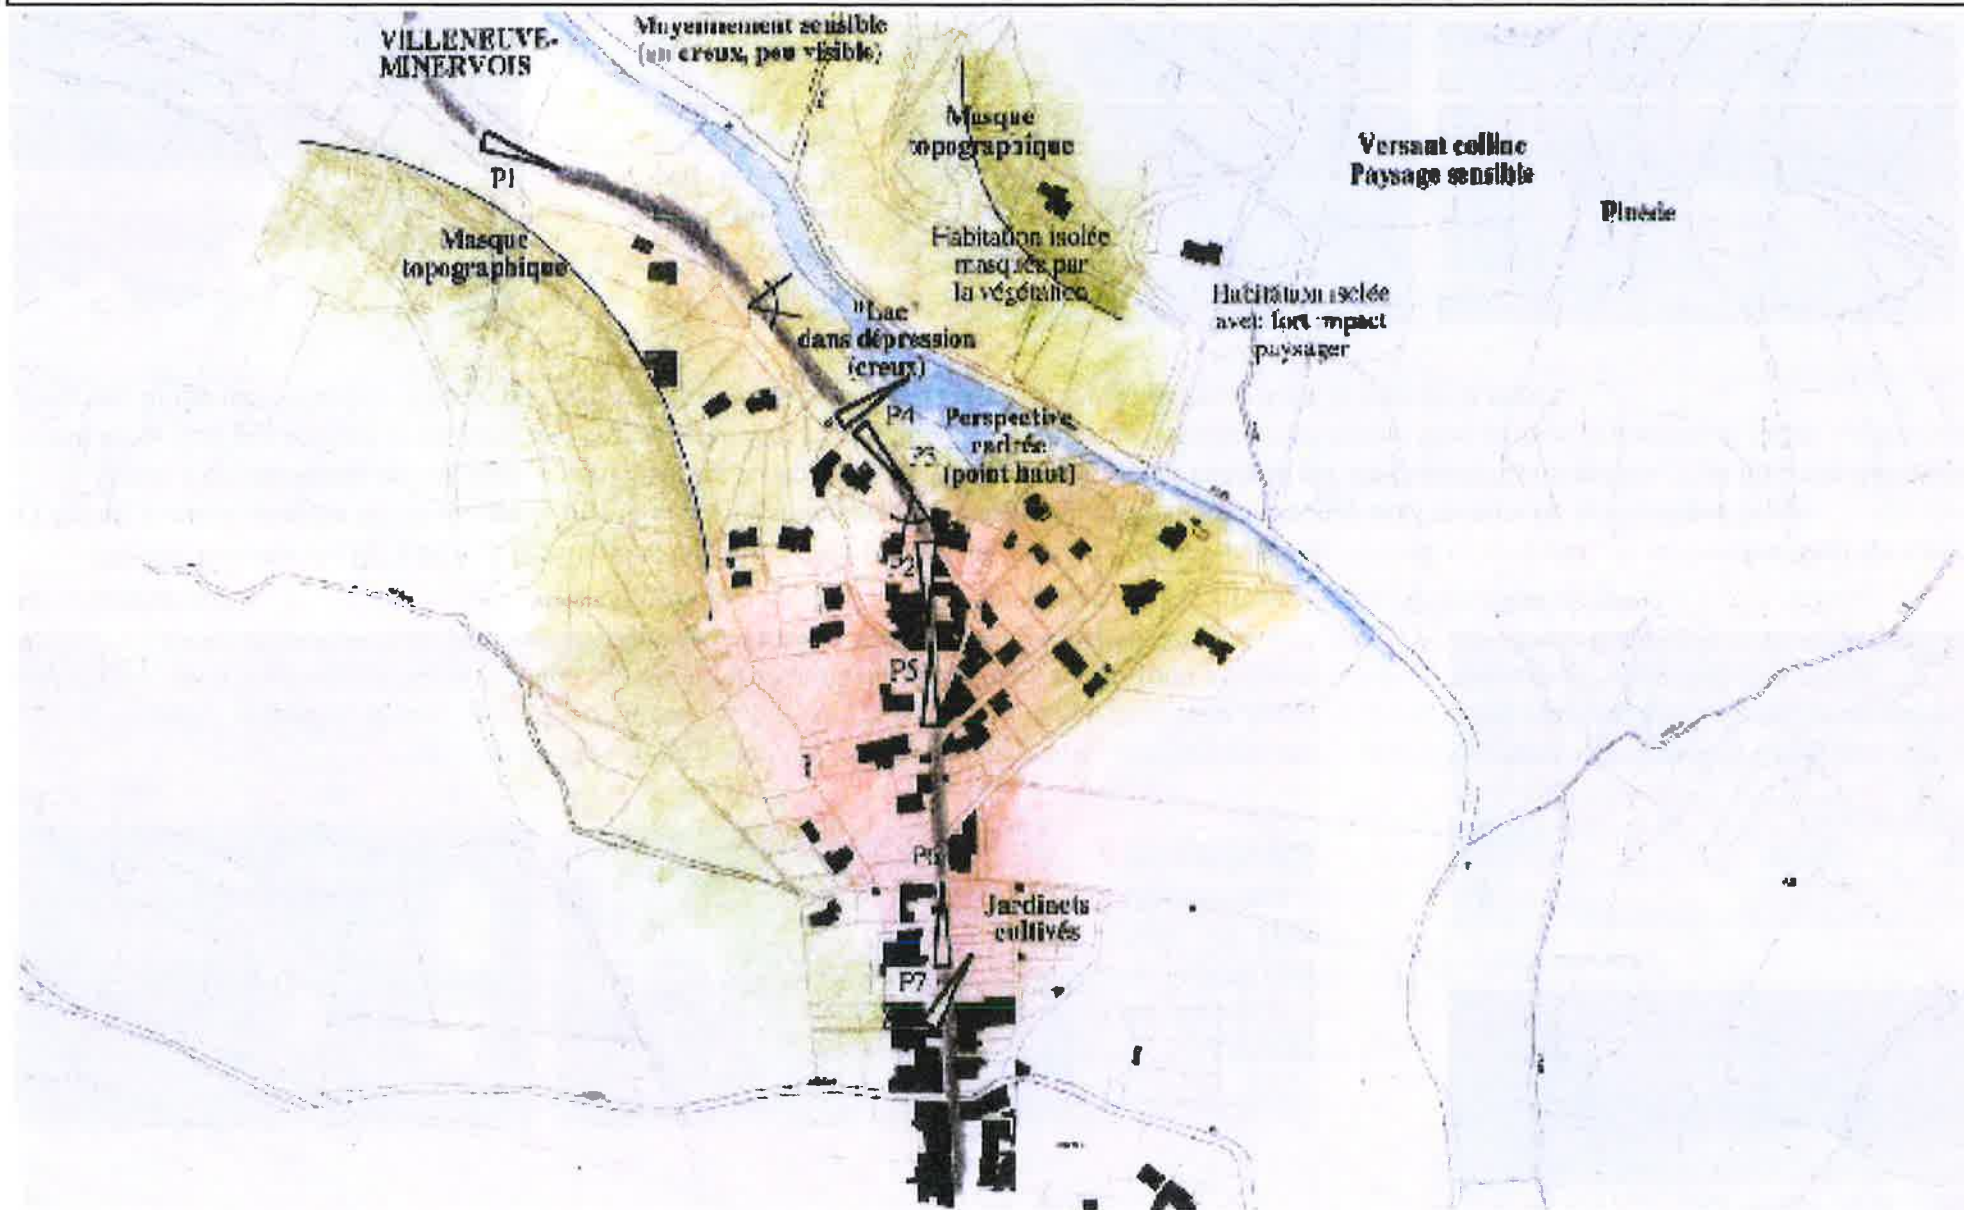 VILLENEUVE-
MINERVOIS
Moyennement sensible
(un creux, peu visible)
Masque
topographique
Versant colline
Paysage sensible
Pinède
P1
Masque
topographique
Habitation isolée
masquée par
la végétation
Habitation isolée
avec fort impact
paysager
"Lac"
dans dépression
(creux)
P4
Perspective
cadrée
(point haut)
P3
P2
P5
P6
Jardinets
cultivés
P7